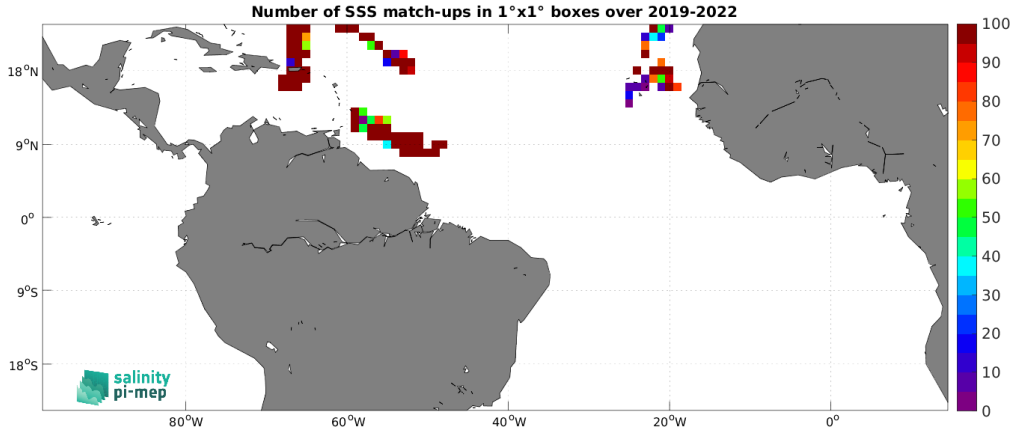 Number of SSS match-ups in 1°x1° boxes over 2019-2022
100
90
80
70
60
50
40
30
20
10
0
18°N
9°N
0°
9°S
18°S
salinity
pi-mep
80°W
60°W
40°W
20°W
0°